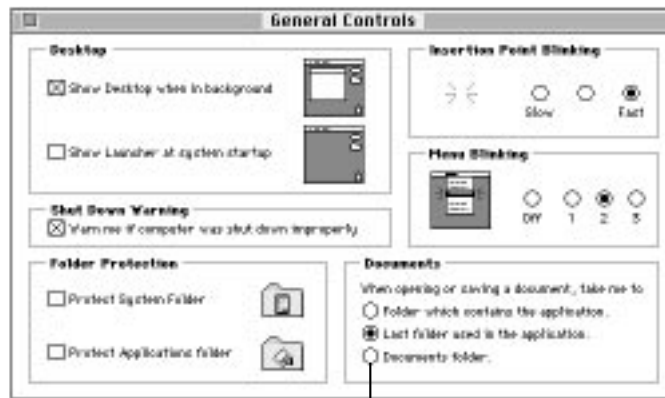 General Controls
Desktop
Show Desktop when in background
Show Launcher at system startup
Shut Down Warning
Warn me if computer was shut down improperly
Folder Protection
Protect System Folder
Protect Applications folder
Insertion Point Blinking
Slow Fast
Menu Blinking
Off 1 2 3
Documents
When opening or saving a document, take me to
Folder which contains the application.
Last folder used in the application.
Documents folder.